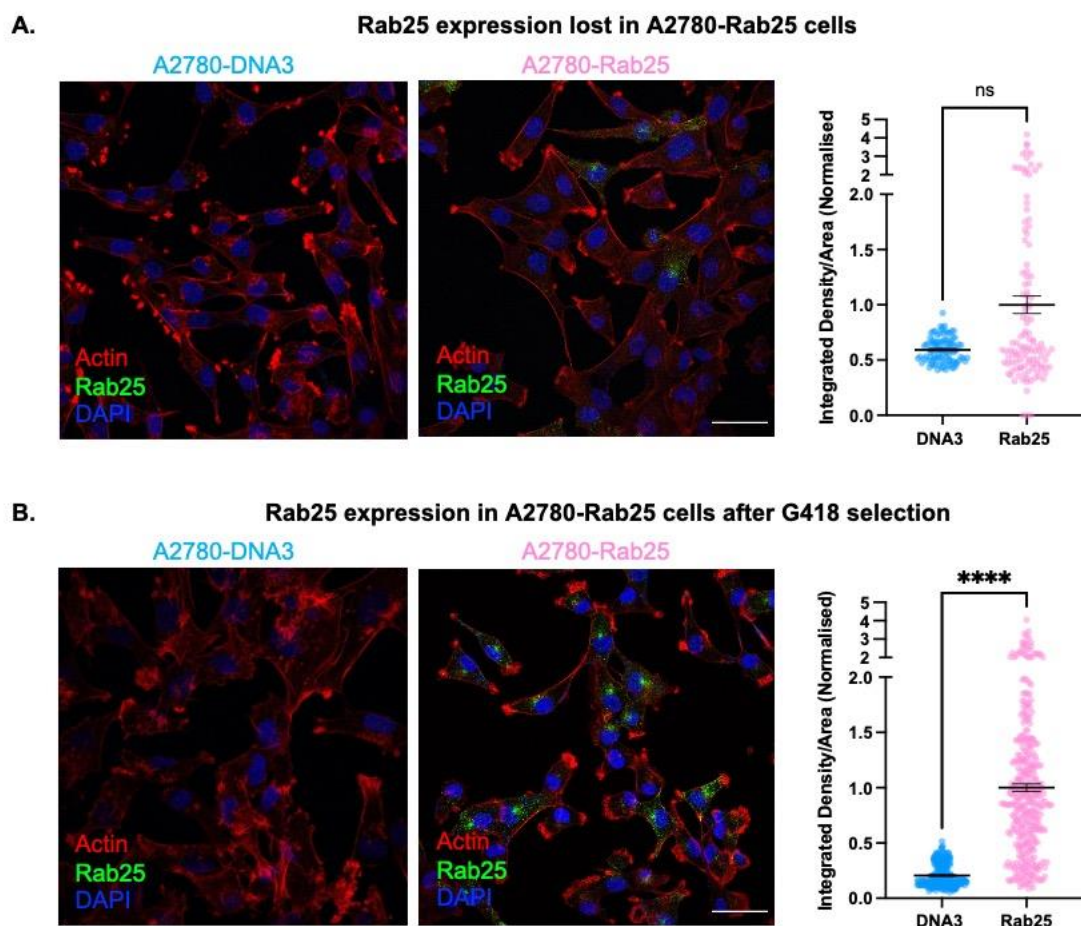 A.
Rab25 expression lost in A2780-Rab25 cells
A2780-DNA3
A2780-Rab25
Actin
Rab25
DAPI
Actin
Rab25
DAPI
Integrated Density/Area (Normalised
ns
5
4
3
2
2.0
1.5
1.0
0.5
0.0
DNA3
Rab25
B.
Rab25 expression in A2780-Rab25 cells after G418 selection
A2780-DNA3
A2780-Rab25
Actin
Rab25
DAPI
Actin
Rab25
DAPI
Integrated Density/Area (Normalised)
****
5
4
3
2
2.0
1.5
1.0
0.5
0.0
DNA3
Rab25